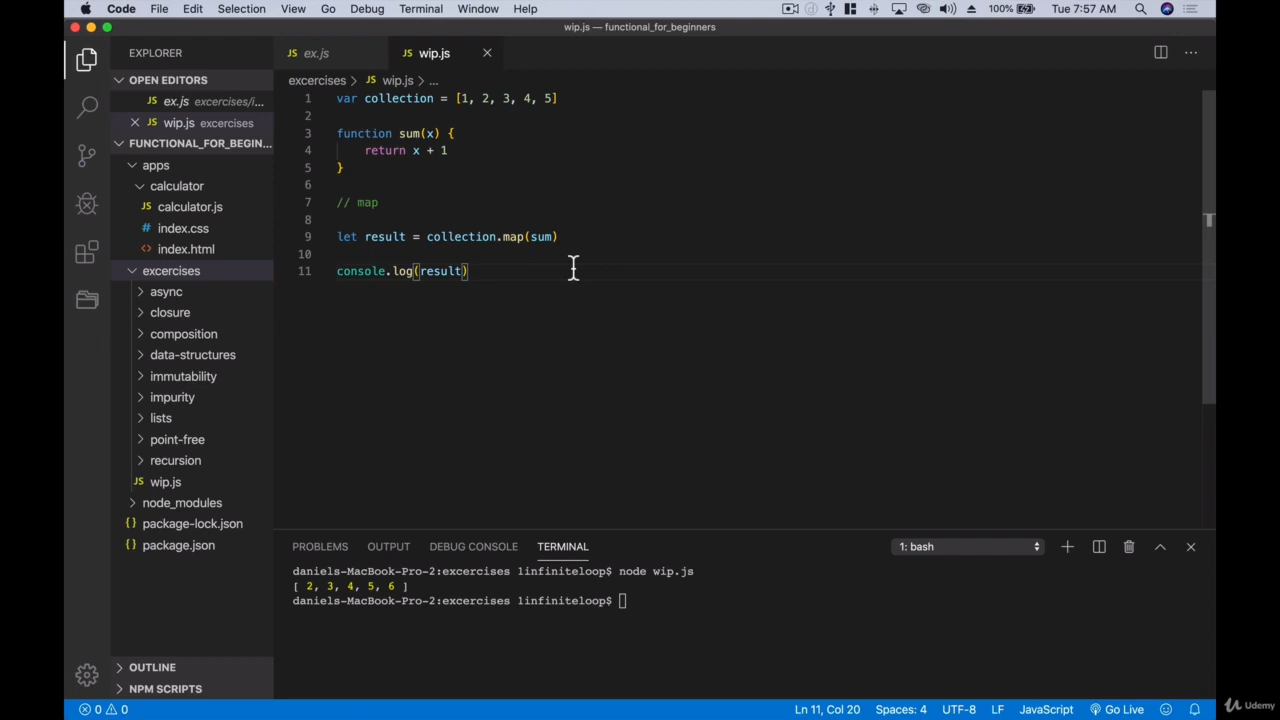 Code File Edit Selection View Go Debug Terminal Window Help 100% Tue 7:57 AM
wip.js — functional_for_beginners
EXPLORER
OPEN EDITORS
JS ex.js excercises/i...
JS wip.js excercises
FUNCTIONAL_FOR_BEGIN...
apps
calculator
JS calculator.js
# index.css
<> index.html
excercises
async
closure
composition
data-structures
immutability
impurity
lists
point-free
recursion
JS wip.js
node_modules
{} package-lock.json
{} package.json
OUTLINE
NPM SCRIPTS
JS ex.js JS wip.js
excercises > JS wip.js > ...
1 var collection = [1, 2, 3, 4, 5]
2
3 function sum(x) {
4 return x + 1
5 }
6
7 // map
8
9 let result = collection.map(sum)
10
11 console.log(result)
PROBLEMS OUTPUT DEBUG CONSOLE TERMINAL 1: bash
daniels-MacBook-Pro-2:excercises 1infiniteloop$ node wip.js
[ 2, 3, 4, 5, 6 ]
daniels-MacBook-Pro-2:excercises 1infiniteloop$
0 0 Ln 11, Col 20 Spaces: 4 UTF-8 LF JavaScript Go Live
Udemy